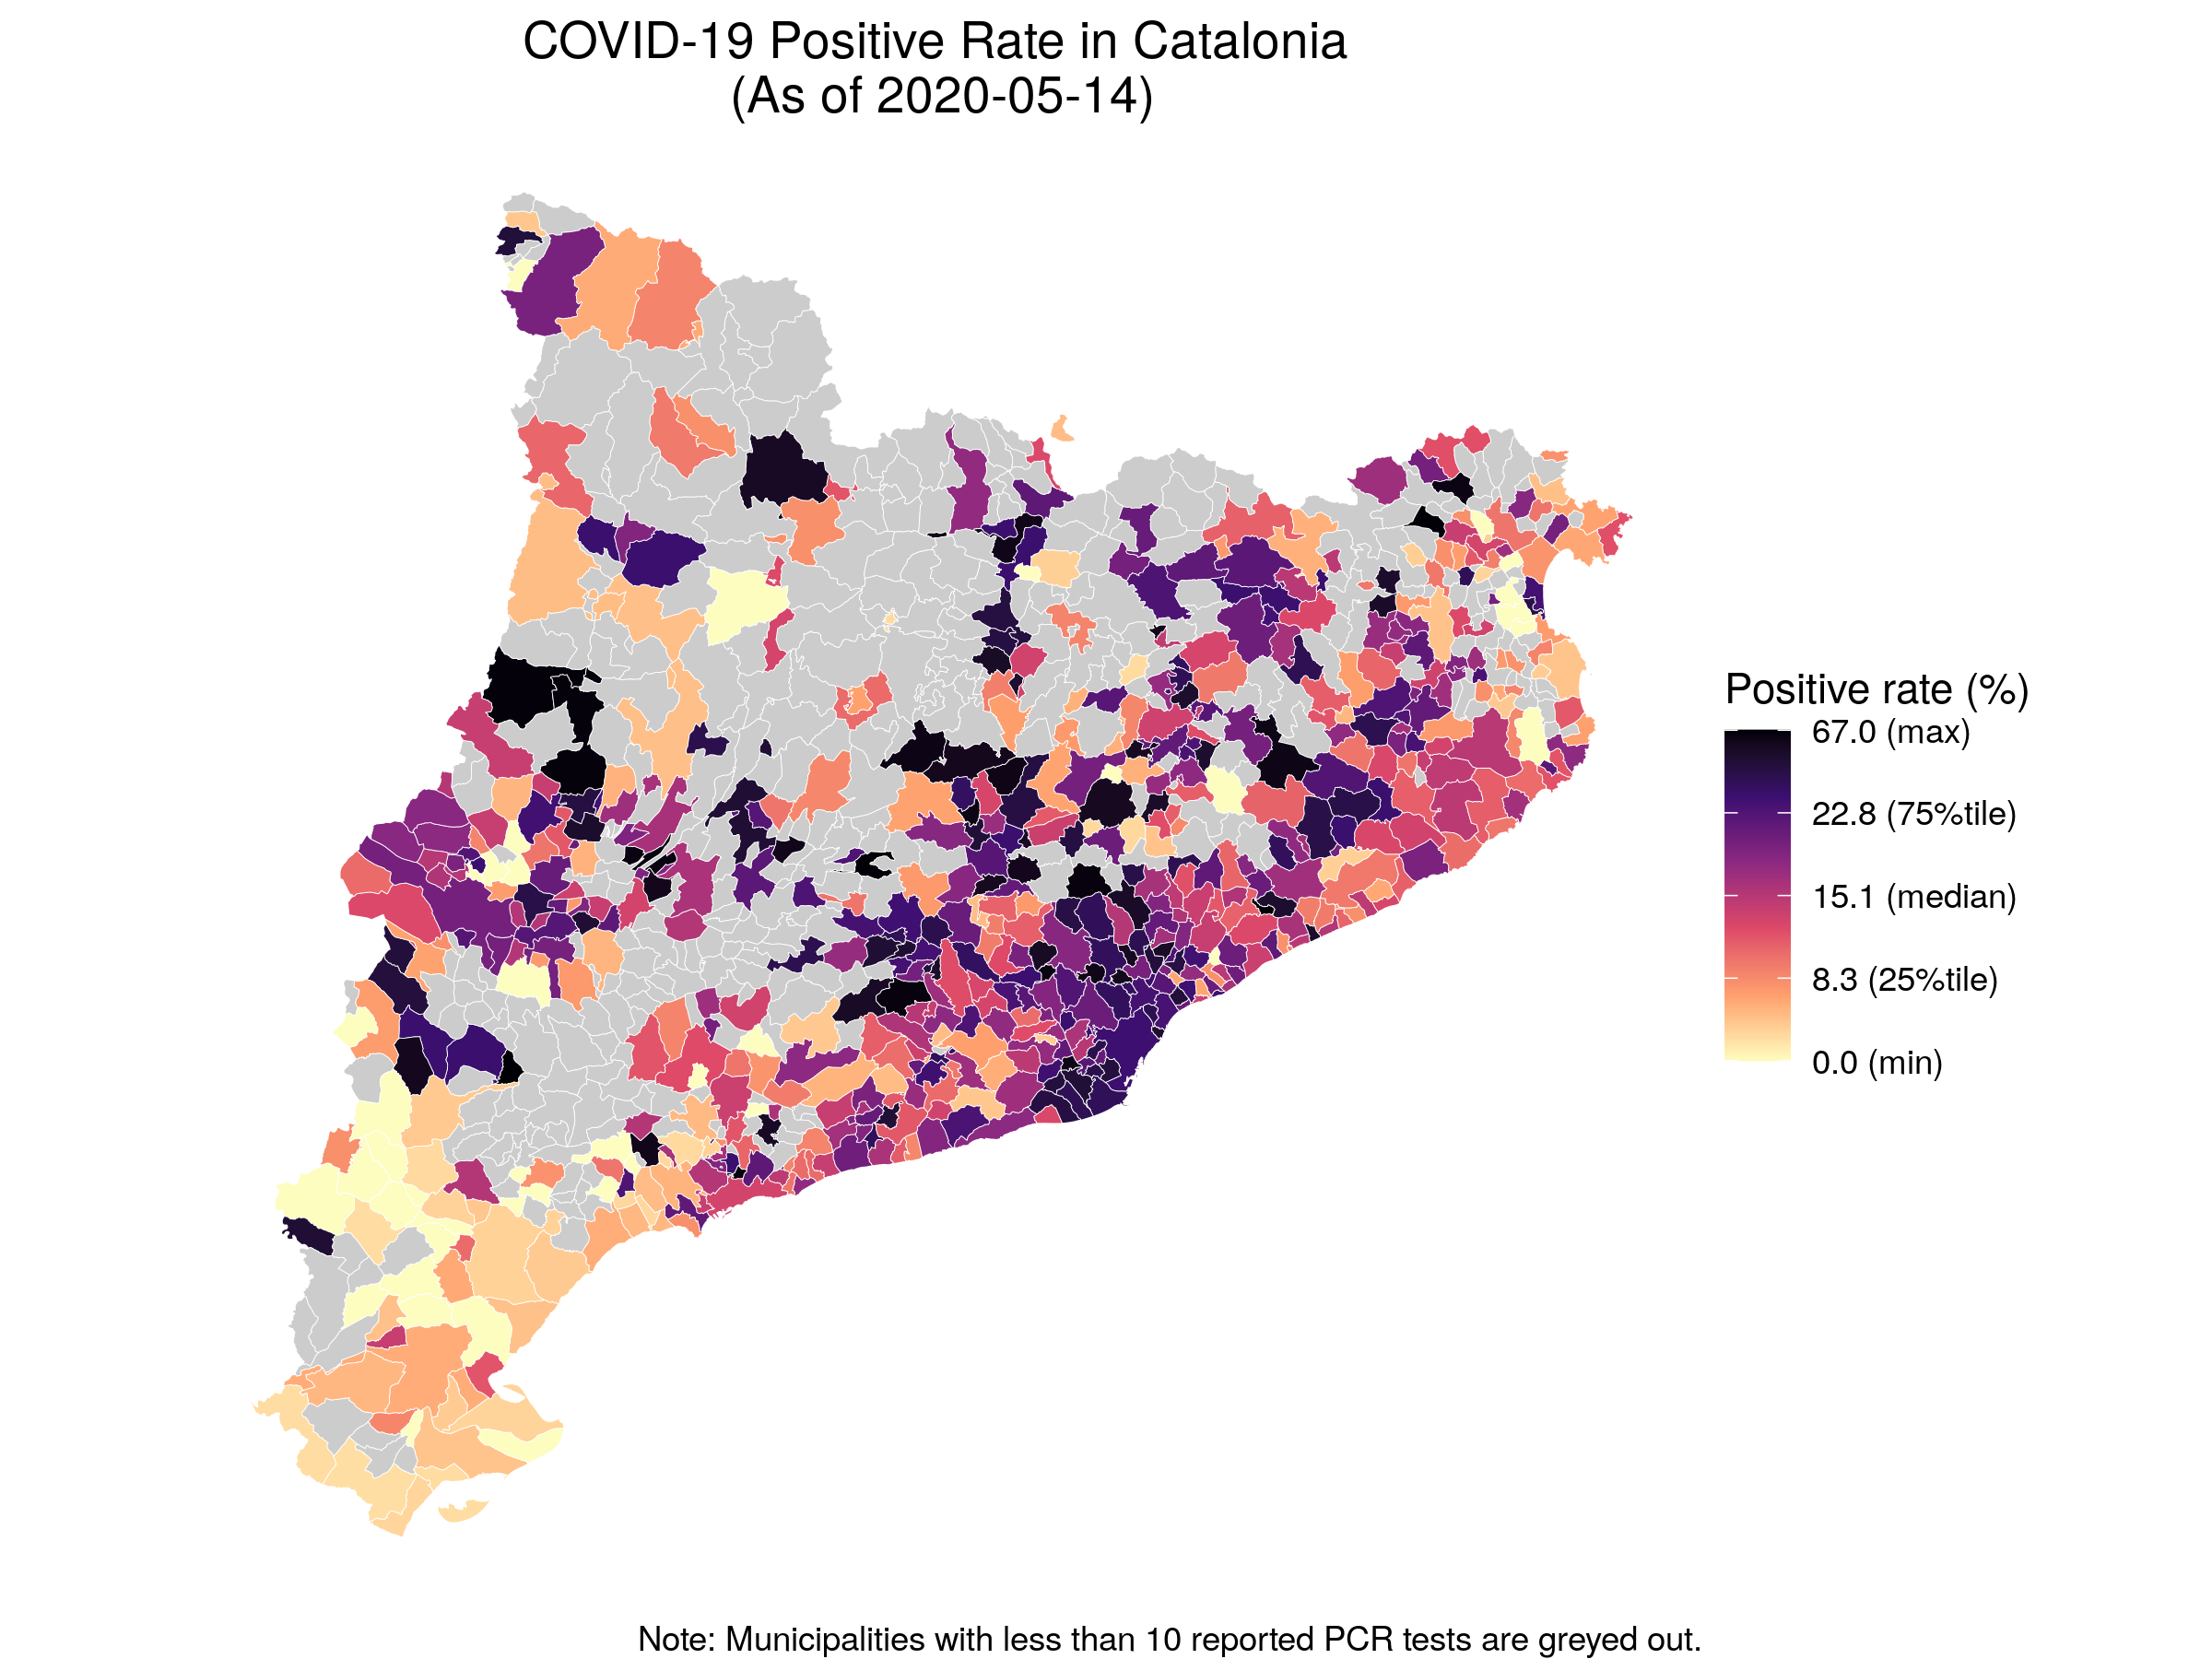 COVID-19 Positive Rate in Catalonia
(As of 2020-05-14)
Positive rate (%)
67.0 (max)
22.8 (75%tile)
15.1 (median)
8.3 (25%tile)
0.0 (min)
Note: Municipalities with less than 10 reported PCR tests are greyed out.